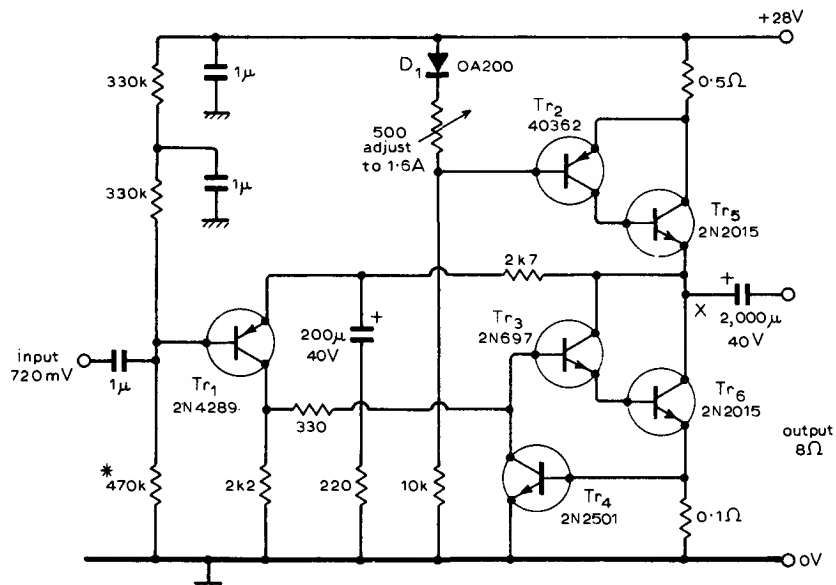 +28V
330k
1μ
D1
OA200
0·5Ω
500
adjust
to 1·6A
Tr2
40362
330k
1μ
Tr5
2N2015
2k7
X
+
2,000μ
40V
Tr3
2N697
200μ
40V
+
input
720mV
1μ
Tr1
2N4289
330
Tr6
2N2015
output
8Ω
*
470k
2k2
220
10k
Tr4
2N2501
0·1Ω
0V